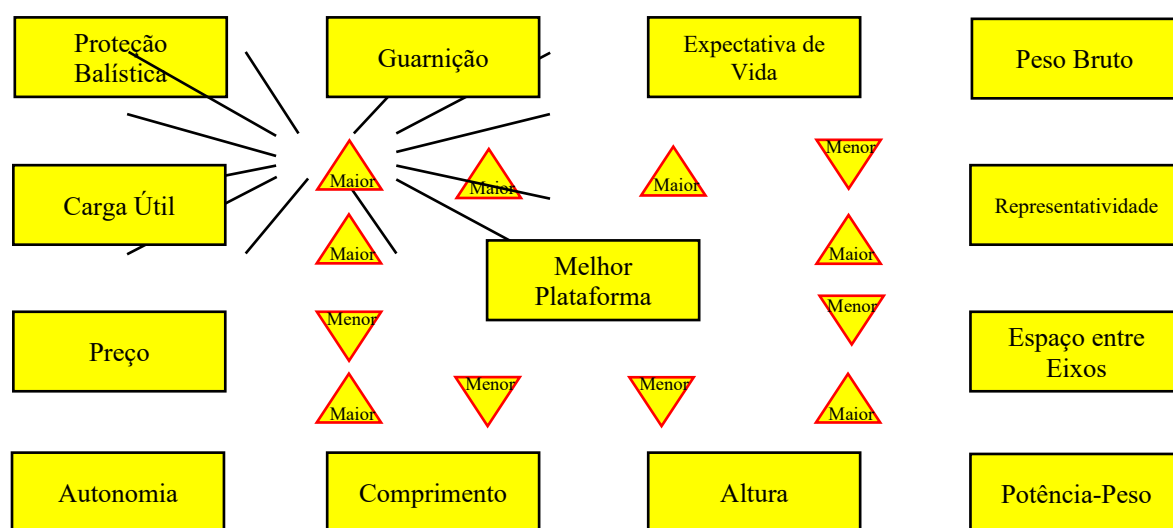 Proteção
Balística
Guarnição
Expectativa de
Vida
Peso Bruto
Maior
Maior
Maior
Menor
Carga Útil
Representatividade
Maior
Maior
Melhor
Plataforma
Menor
Menor
Preço
Espaço entre
Eixos
Maior
Menor
Menor
Maior
Autonomia
Comprimento
Altura
Potência-Peso